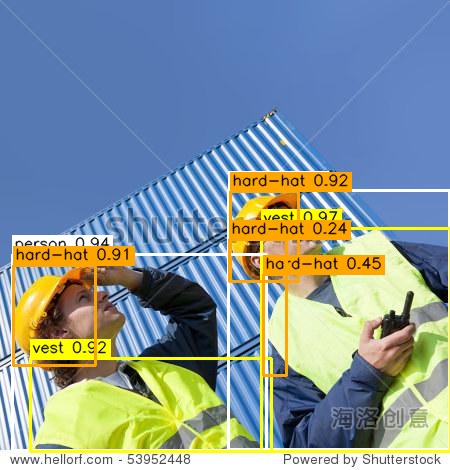 hard-hat 0.92
vest 0.97
hard-hat 0.24
person 0.94
hard-hat 0.91
hard-hat 0.45
vest 0.92
shutterstock
海洛创意
www.hellorf.com - 53952448
Powered by Shutterstock